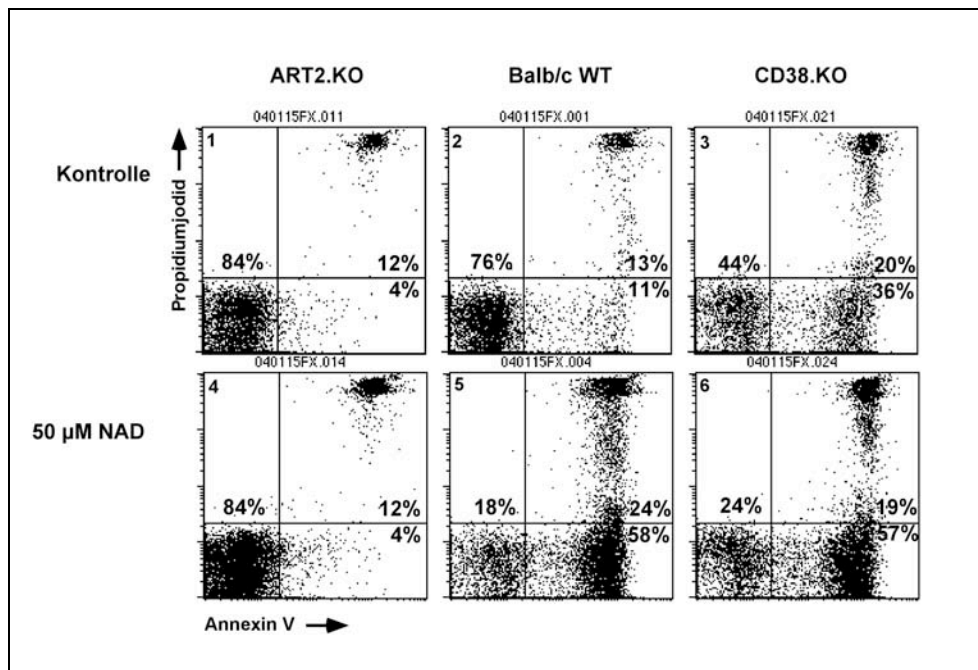 ART2.KO Balb/c WT CD38.KO
040115FX.011 040115FX.001 040115FX.021
1 2 3
Kontrolle
Propidiumjodid
84% 12% 76% 13% 44% 20%
4% 11% 36%
040115FX.014 040115FX.004 040115FX.024
4 5 6
50 µM NAD
84% 12% 18% 24% 24% 19%
4% 58% 57%
Annexin V